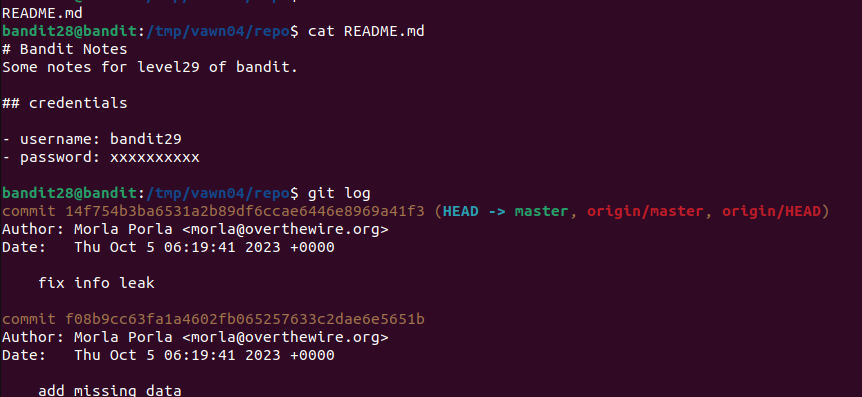 README.md
bandit28@bandit:/tmp/vawn04/repo$ cat README.md
# Bandit Notes
Some notes for level29 of bandit.
## credentials
- username: bandit29
- password: xxxxxxxxxx
bandit28@bandit:/tmp/vawn04/repo$ git log
commit 14f754b3ba6531a2b89df6ccae6446e8969a41f3 (HEAD -> master, origin/master, origin/HEAD)
Author: Morla Porla <morla@overthewire.org>
Date:   Thu Oct 5 06:19:41 2023 +0000
    fix info leak
commit f08b9cc63fa1a4602fb065257633c2dae6e5651b
Author: Morla Porla <morla@overthewire.org>
Date:   Thu Oct 5 06:19:41 2023 +0000
    add missing data